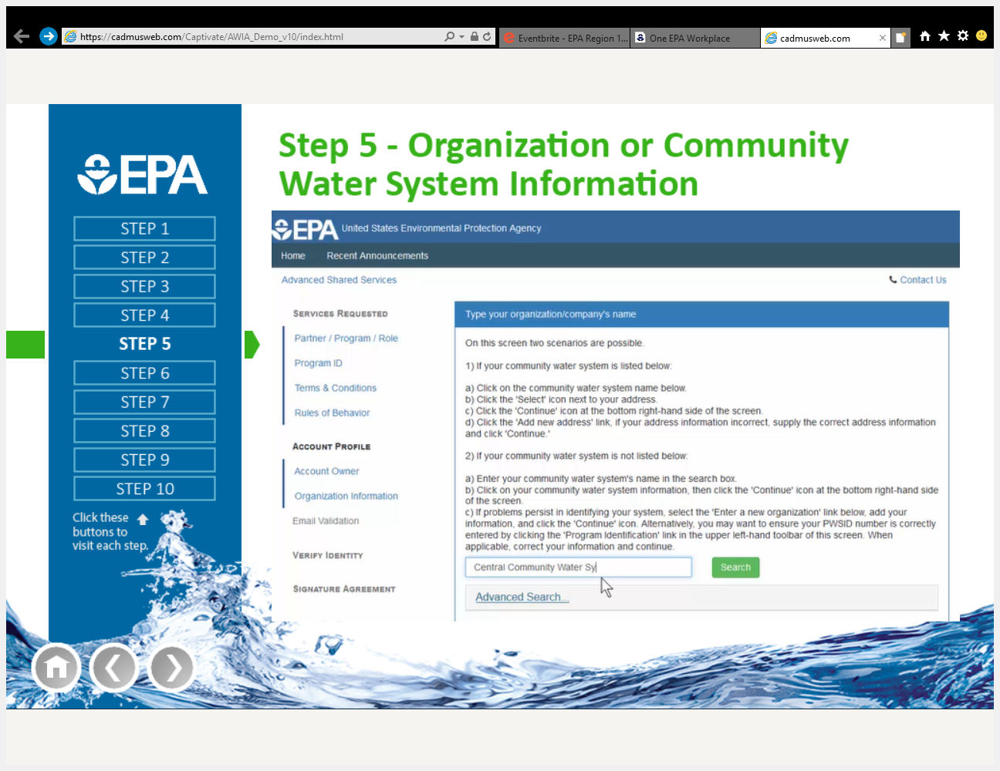 https://cadmusweb.com/Captivate/AWIA_Demo_v10/index.html
Eventbrite - EPA Region 1...
One EPA Workplace
cadmusweb.com
EPA
STEP 1
STEP 2
STEP 3
STEP 4
STEP 5
STEP 6
STEP 7
STEP 8
STEP 9
STEP 10
Click these
buttons to
visit each step.
Step 5 - Organization or Community
Water System Information
EPA United States Environmental Protection Agency
Home Recent Announcements
Advanced Shared Services
Contact Us
SERVICES REQUESTED
Partner / Program / Role
Program ID
Terms & Conditions
Rules of Behavior
ACCOUNT PROFILE
Account Owner
Organization Information
Email Validation
VERIFY IDENTITY
SIGNATURE AGREEMENT
Type your organization/company's name
On this screen two scenarios are possible.
1) If your community water system is listed below:
a) Click on the community water system name below.
b) Click the 'Select' icon next to your address.
c) Click the 'Continue' icon at the bottom right-hand side of the screen.
d) Click the 'Add new address' link, if your address information incorrect, supply the correct address information
and click 'Continue.'
2) If your community water system is not listed below:
a) Enter your community water system's name in the search box.
b) Click on your community water system information, then click the 'Continue' icon at the bottom right-hand side
of the screen.
c) If problems persist in identifying your system, select the 'Enter a new organization' link below, add your
information, and click the 'Continue' icon. Alternatively, you may want to ensure your PWSID number is correctly
entered by clicking the 'Program Identification' link in the upper left-hand toolbar of this screen. When
applicable, correct your information and continue.
Central Community Water Sy
Search
Advanced Search...